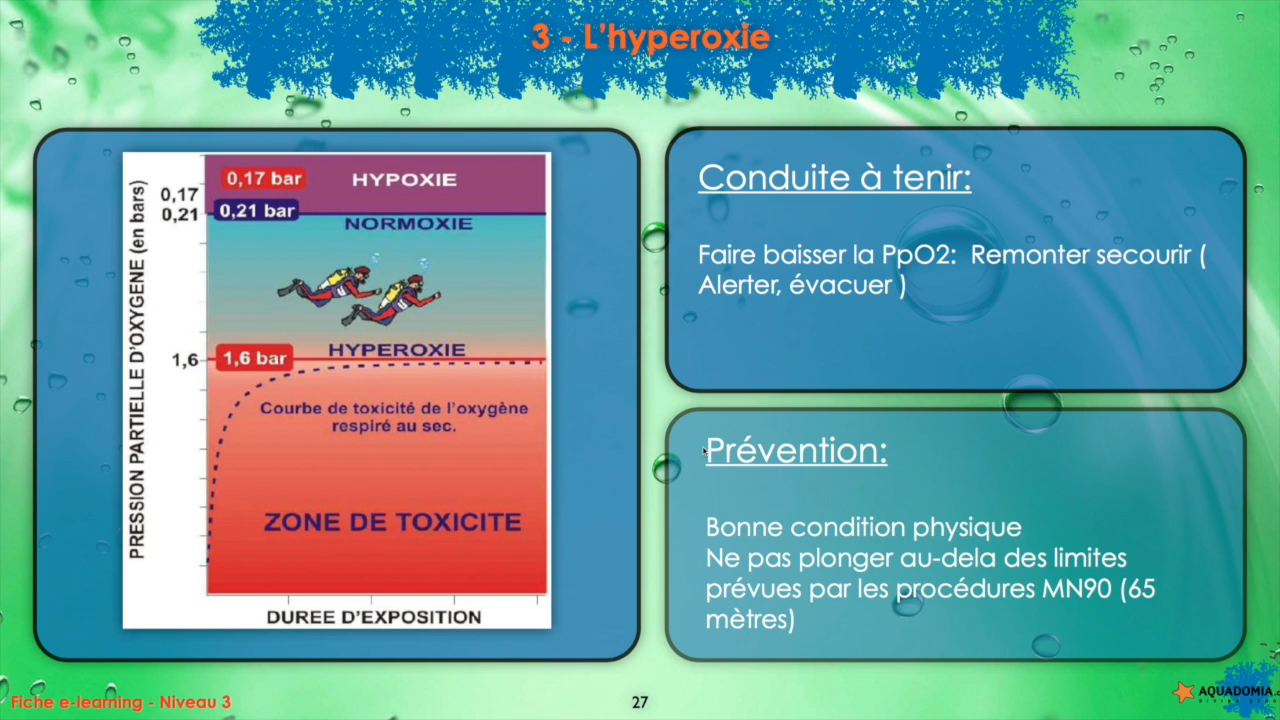 3 - L'hyperoxie
PRESSION PARTIELLE D'OXYGENE (en bars)
0,17
0,21
1,6
0,17 bar
HYPOXIE
0,21 bar
NORMOXIE
HYPEROXIE
1,6 bar
Courbe de toxicité de l'oxygène
respiré au sec.
ZONE DE TOXICITE
DUREE D'EXPOSITION
Conduite à tenir:
Faire baisser la PpO2: Remonter secourir (
Alerter, évacuer )
Prévention:
Bonne condition physique
Ne pas plonger au-dela des limites
prévues par les procédures MN90 (65
mètres)
Fiche e-learning - Niveau 3
27
AQUADOMIA.c